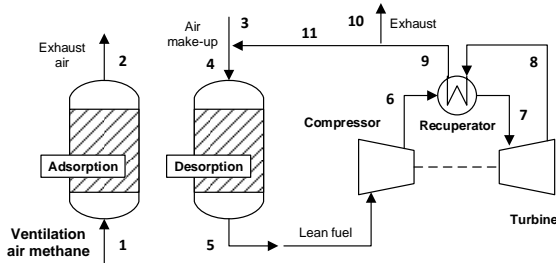 10
Exhaust
Exhaust
air
2
Air
make-up
3
11
9
8
4
6
7
Compressor
Recuperator
Adsorption
Desorption
Turbine
Ventilation
air methane
1
5
Lean fuel